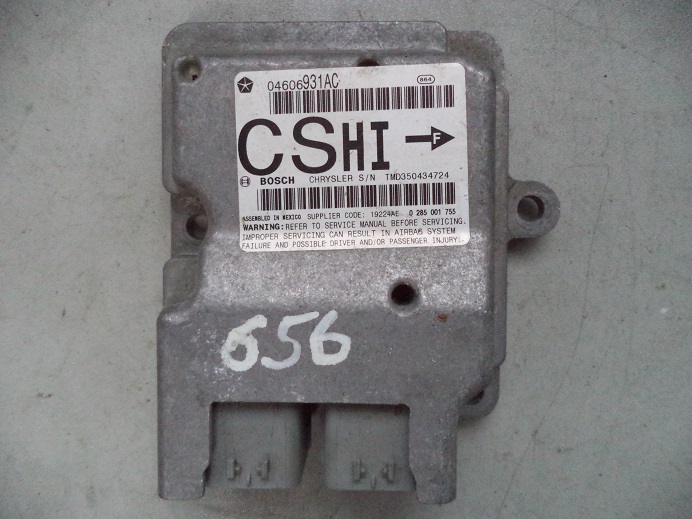 04606931AC
864
CSHI F
BOSCH CHRYSLER S/N TMD350434724
ASSEMBLED IN MEXICO SUPPLIER CODE: 19224AE 0 285 001 755
WARNING: REFER TO SERVICE MANUAL BEFORE SERVICING.
IMPROPER SERVICING CAN RESULT IN AIRBAG SYSTEM
FAILURE AND POSSIBLE DRIVER AND/OR PASSENGER INJURY!
656